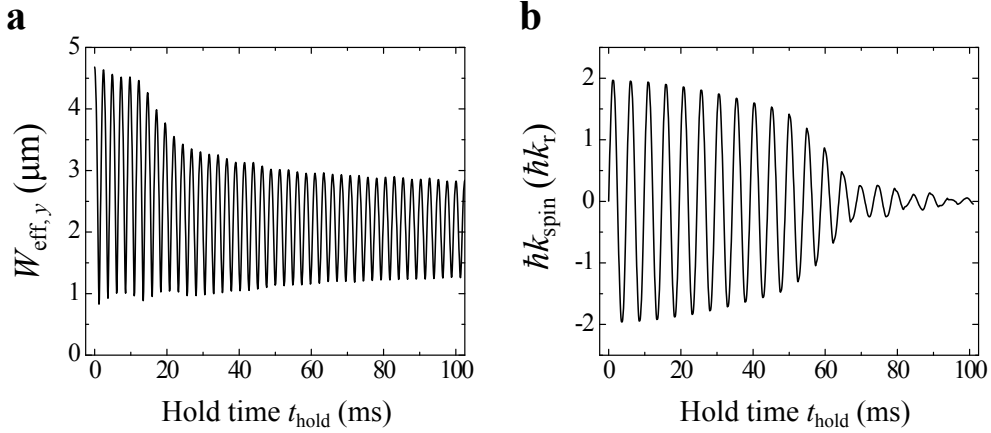 a
5
4
3
2
1
0
W_eff, y (μm)
0 20 40 60 80 100
Hold time t_hold (ms)
b
2
1
0
-1
-2
ħk_spin (ħk_r)
0 20 40 60 80 100
Hold time t_hold (ms)